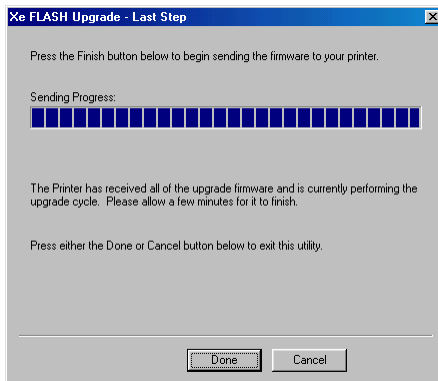 Xe FLASH Upgrade - Last Step
Press the Finish button below to begin sending the firmware to your printer.
Sending Progress:
The Printer has received all of the upgrade firmware and is currently performing the
upgrade cycle. Please allow a few minutes for it to finish.
Press either the Done or Cancel button below to exit this utility.
Done
Cancel